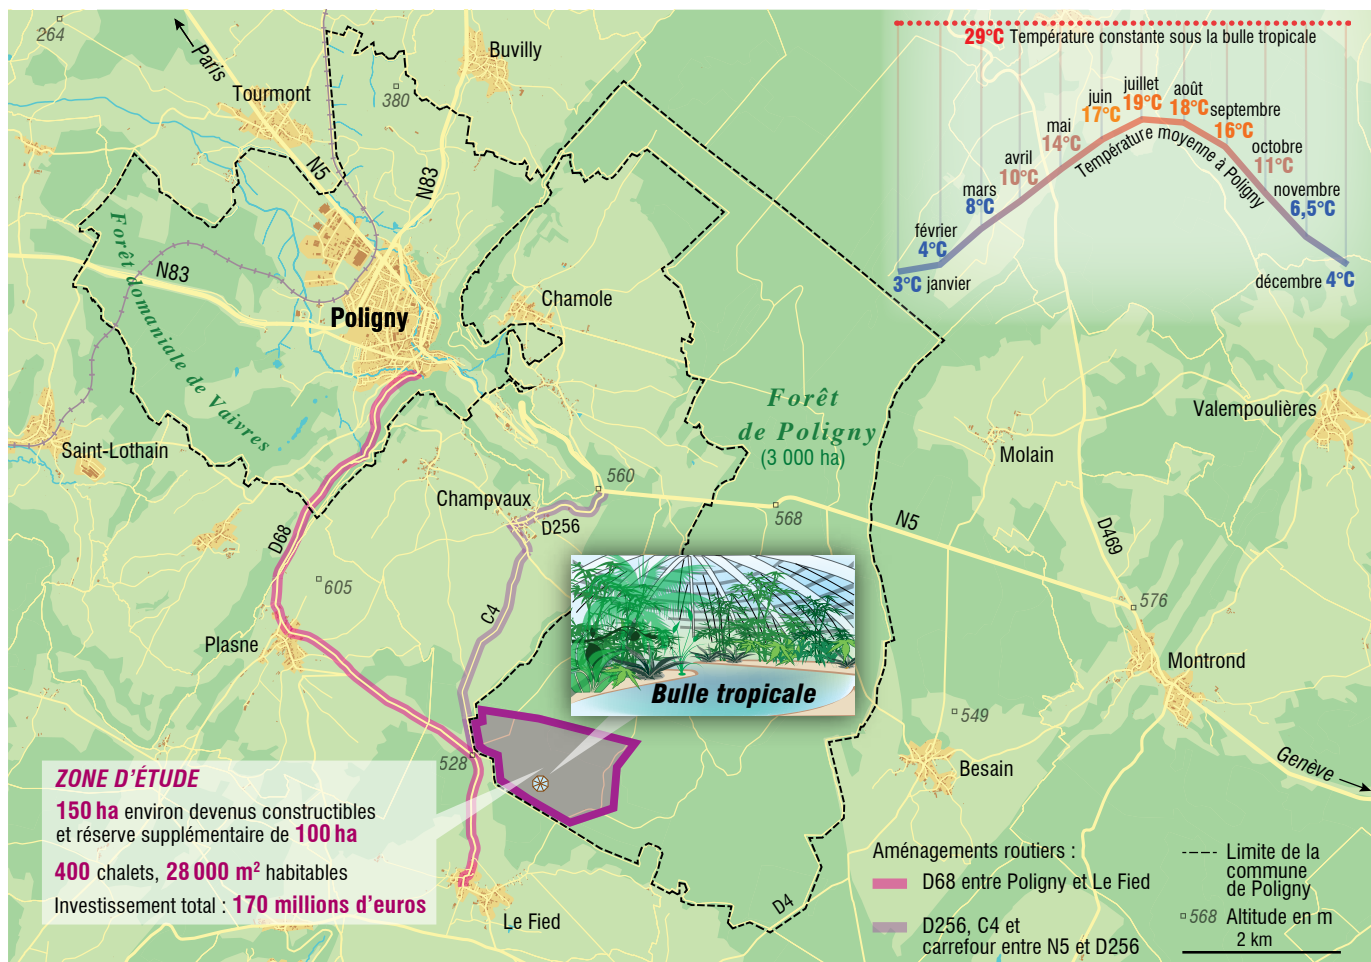 264
Paris
Tourmont
Buvilly
380
N5
N83
29°C Température constante sous la bulle tropicale
juillet
19°C
août
18°C
juin
17°C
septembre
16°C
mai
14°C
octobre
11°C
avril
10°C
mars
8°C
novembre
6,5°C
février
4°C
3°C janvier
décembre 4°C
Température moyenne à Poligny
Forêt domaniale de Vaivres
N83
Poligny
Chamole
Forêt
de Poligny
(3 000 ha)
Valempoulières
Molain
Saint-Lothain
Champvaux
560
D256
568
N5
D469
D68
605
C4
576
Plasne
Montrond
Bulle tropicale
549
Besain
Genève
528
ZONE D'ÉTUDE
150 ha environ devenus constructibles
et réserve supplémentaire de 100 ha
400 chalets, 28 000 m² habitables
Investissement total : 170 millions d'euros
Le Fied
D4
Aménagements routiers :
D68 entre Poligny et Le Fied
D256, C4 et
carrefour entre N5 et D256
Limite de la
commune
de Poligny
568 Altitude en m
2 km